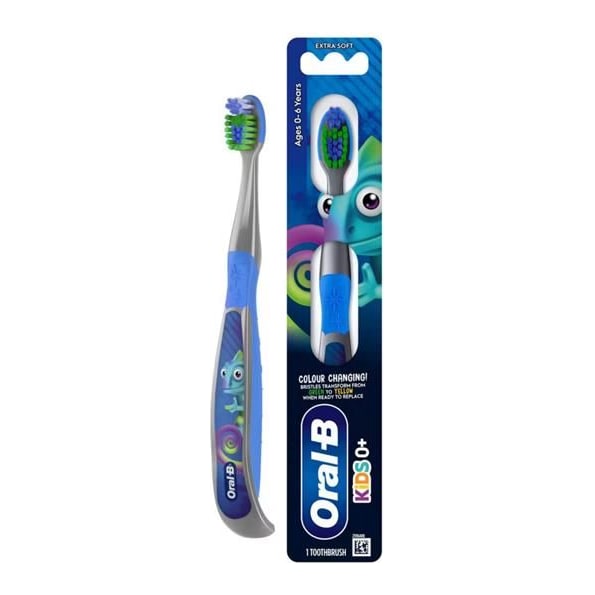 EXTRA SOFT
Ages 0-6 Years
COLOUR CHANGING!
BRISTLES TRANSFORM FROM
GREEN TO YELLOW
WHEN READY TO REPLACE
Oral-B
KiDS 0+
1 TOOTHBRUSH
Oral-B